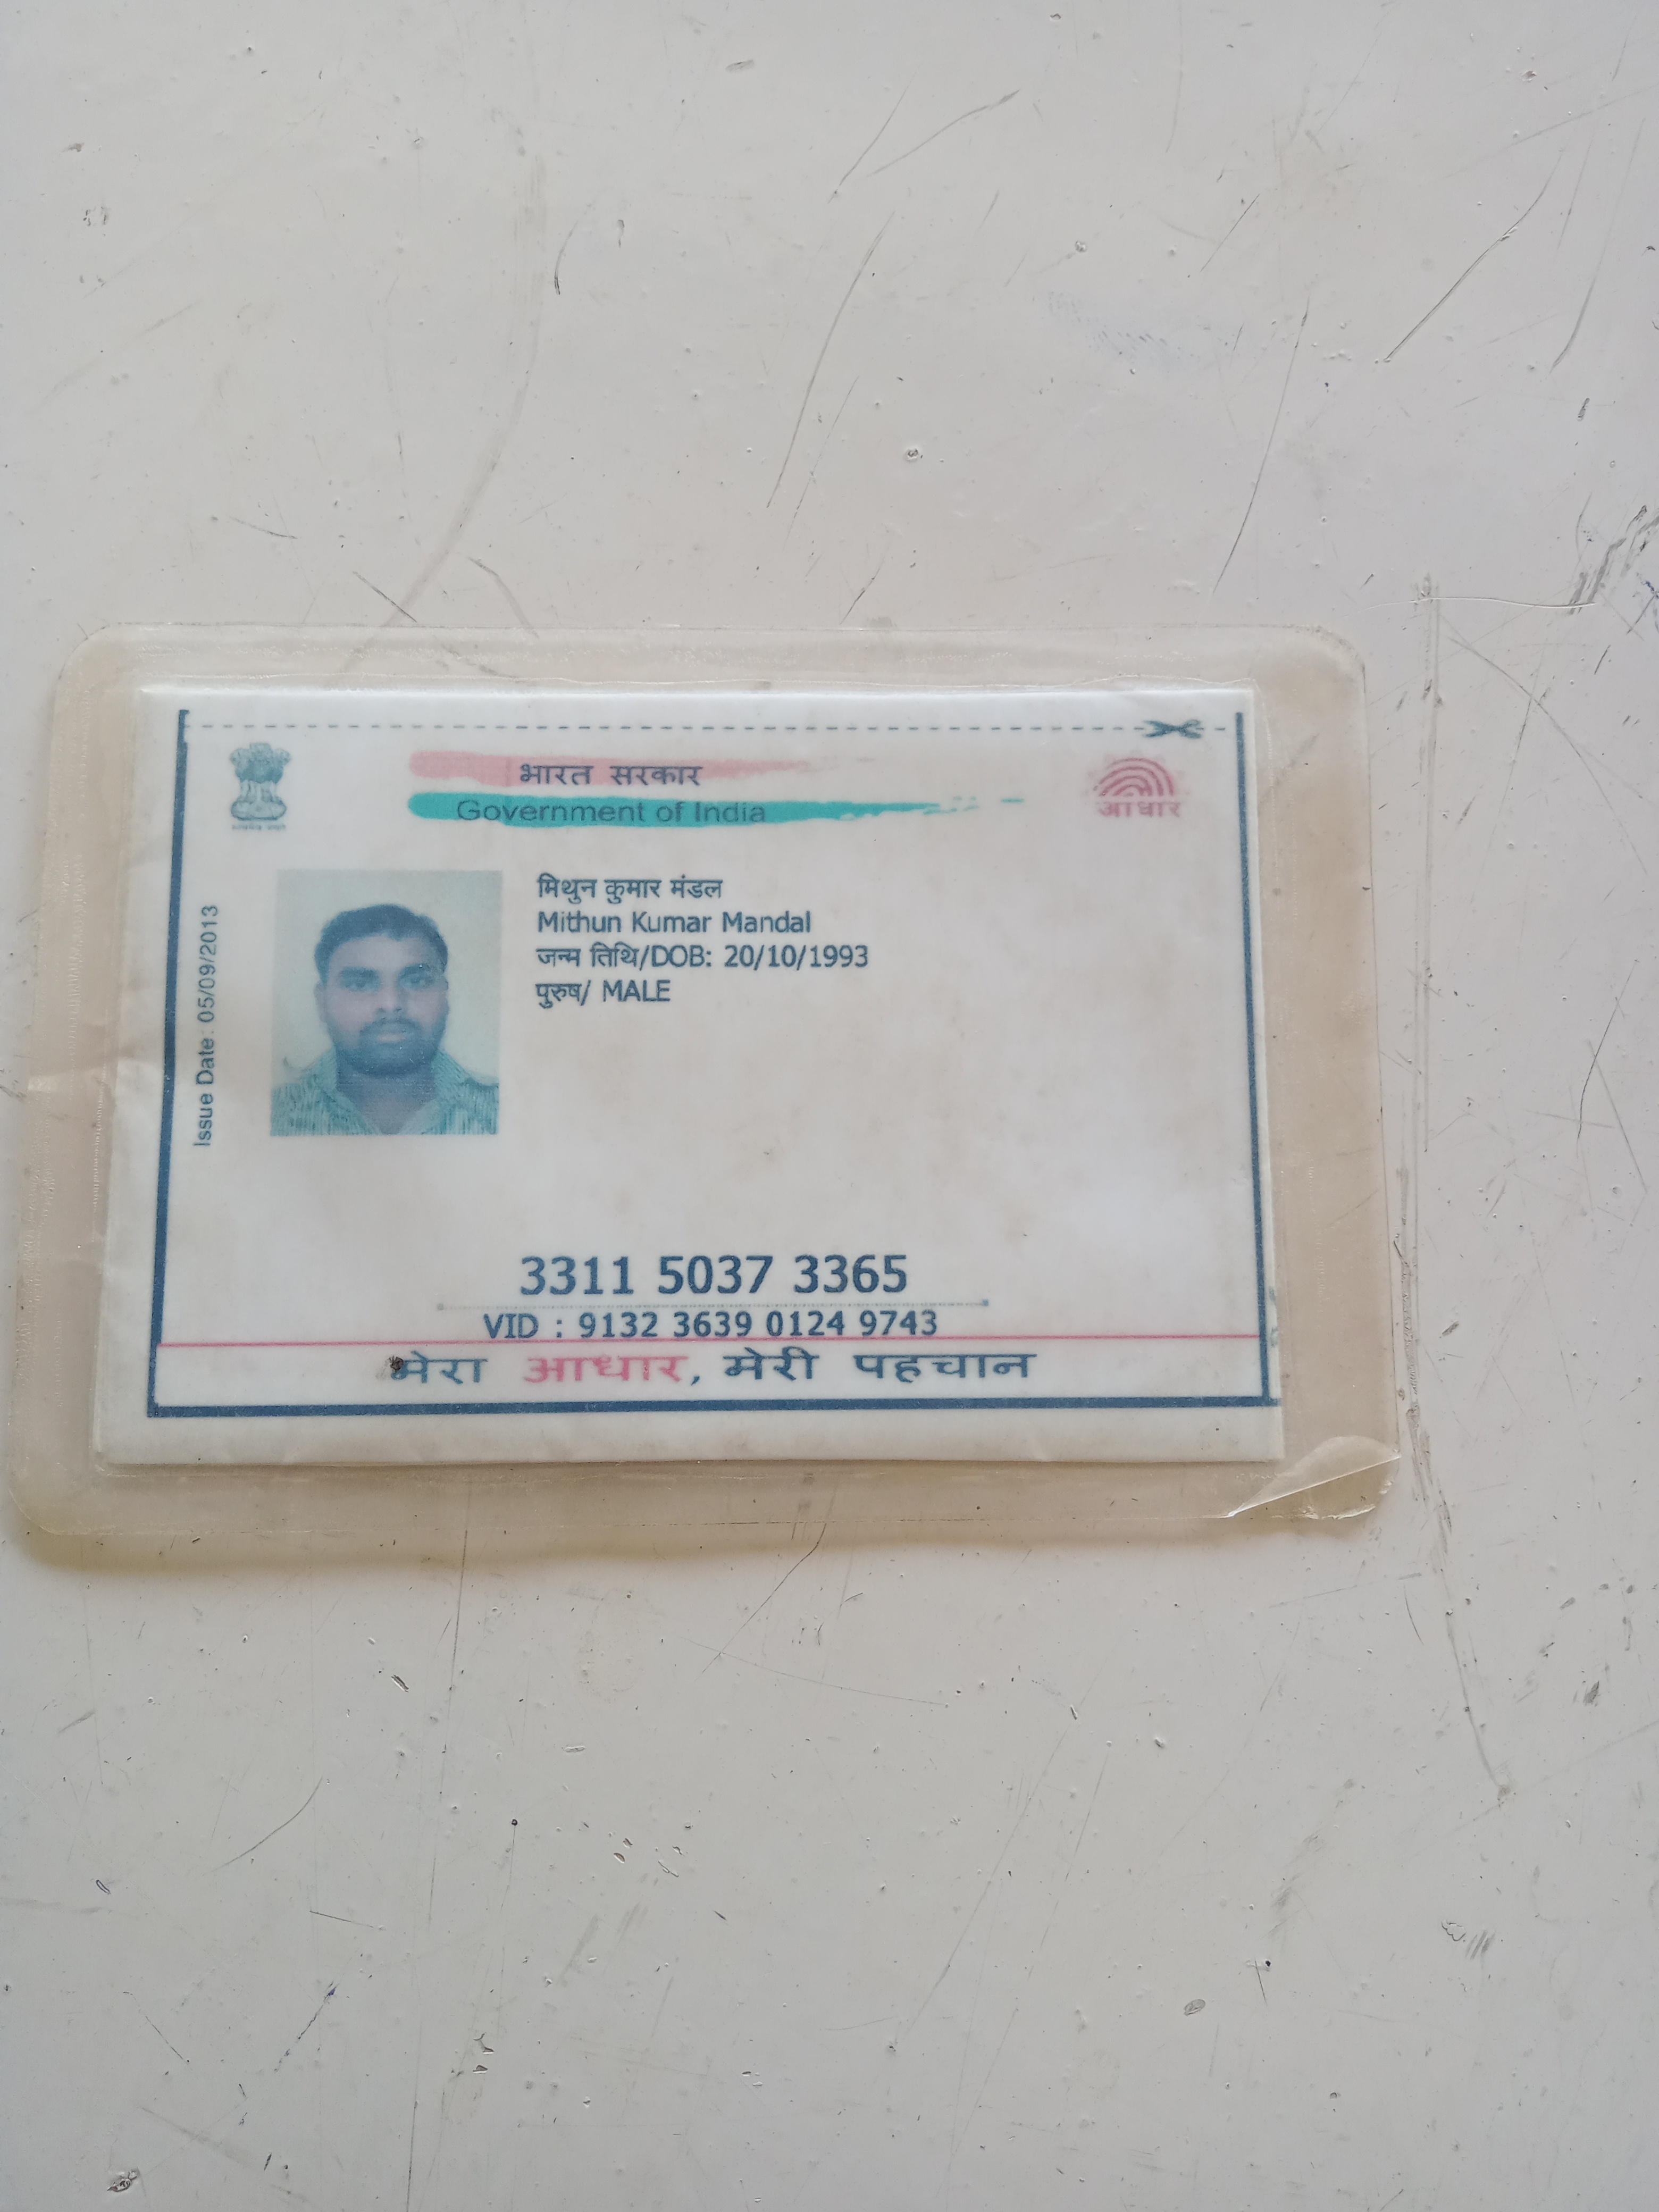 भारत सरकार
Government of India
आधार
Issue Date: 05/09/2013
मिथुन कुमार मंडल
Mithun Kumar Mandal
जन्म तिथि/DOB: 20/10/1993
पुरुष/ MALE
3311 5037 3365
VID : 9132 3639 0124 9743
मेरा आधार, मेरी पहचान